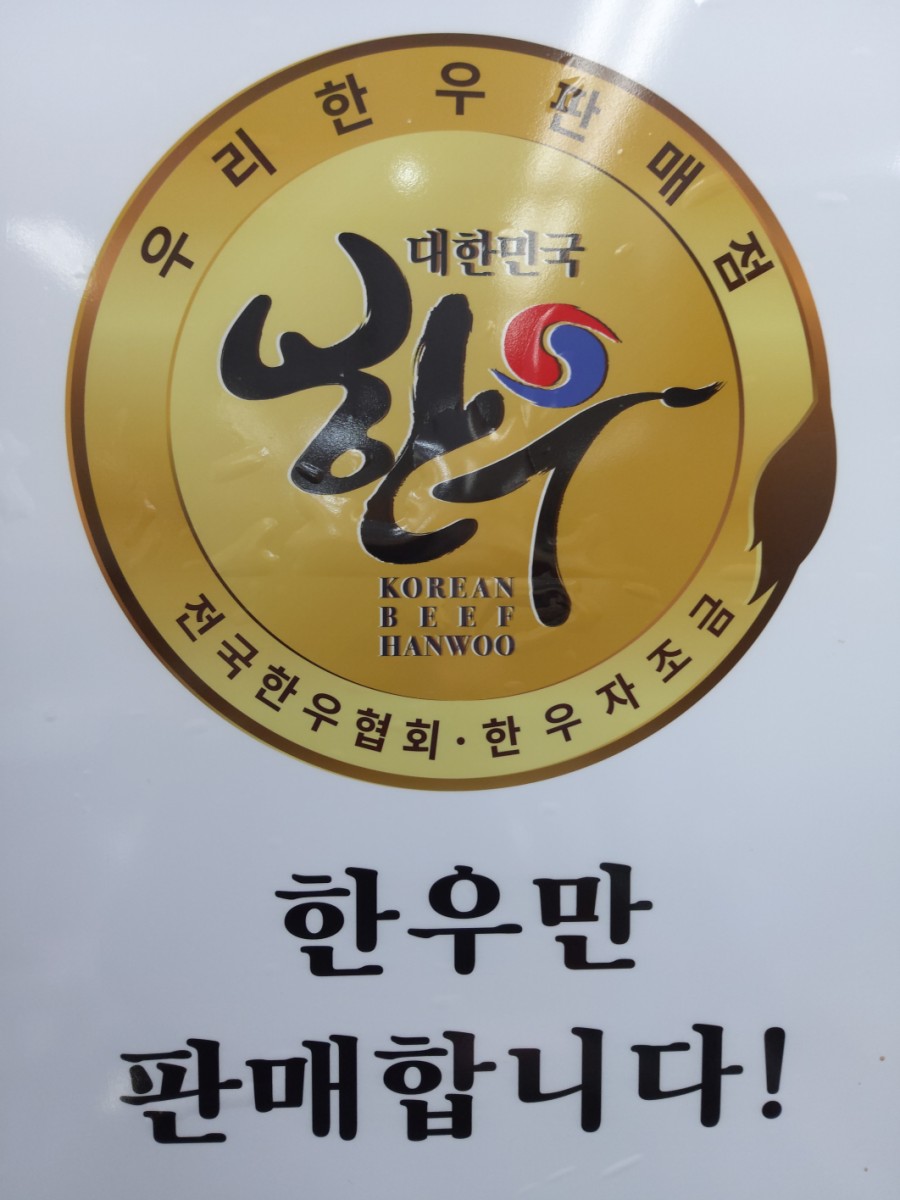 우리한우판매점
대한민국
한우
KOREAN
BEEF
HANWOO
전국한우협회·한우자조금
한우만
판매합니다!